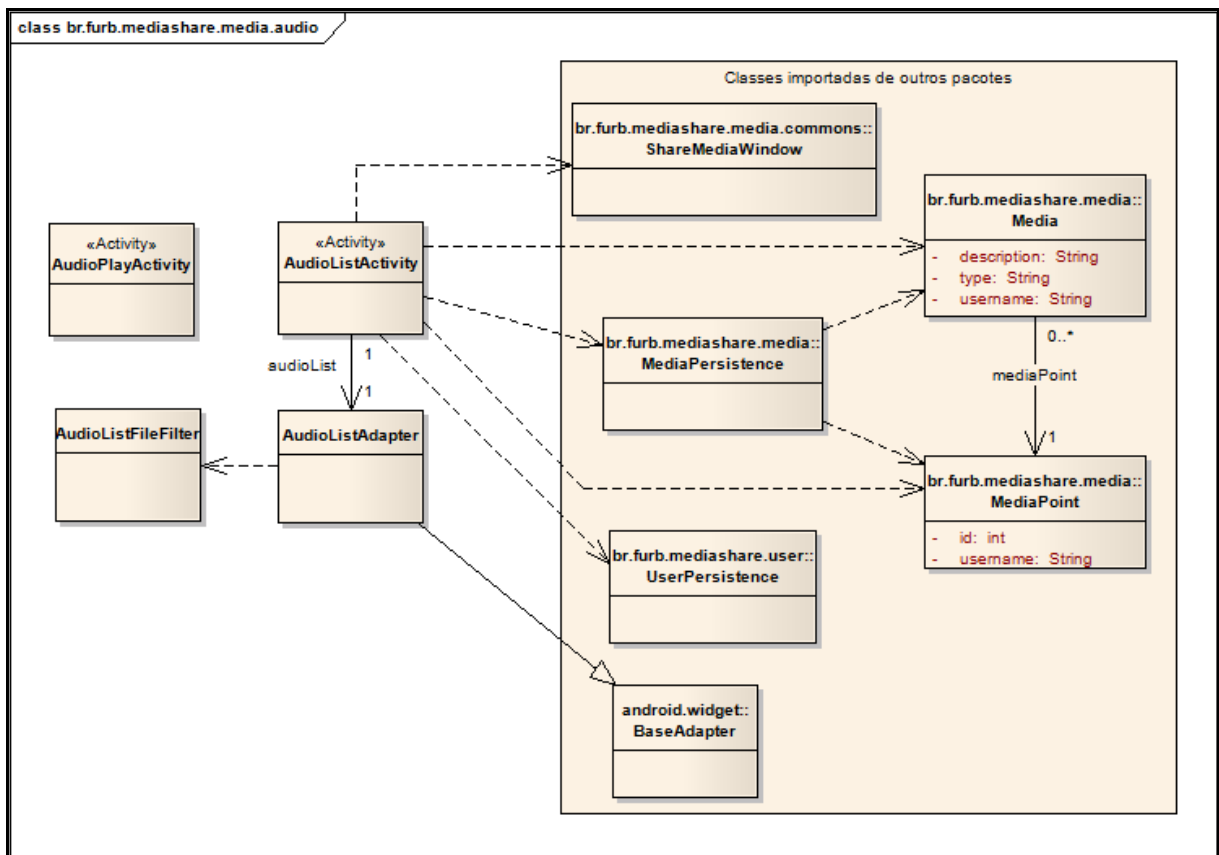 class br.furb.mediashare.media.audio
Classes importadas de outros pacotes
br.furb.mediashare.media.commons::
ShareMediaWindow
br.furb.mediashare.media::
Media
- description: String
- type: String
- username: String
«Activity»
AudioPlayActivity
«Activity»
AudioListActivity
br.furb.mediashare.media::
MediaPersistence
0..*
mediaPoint
1
1
audioList
1
AudioListFileFilter
AudioListAdapter
br.furb.mediashare.media::
MediaPoint
- id: int
- username: String
br.furb.mediashare.user::
UserPersistence
android.widget::
BaseAdapter